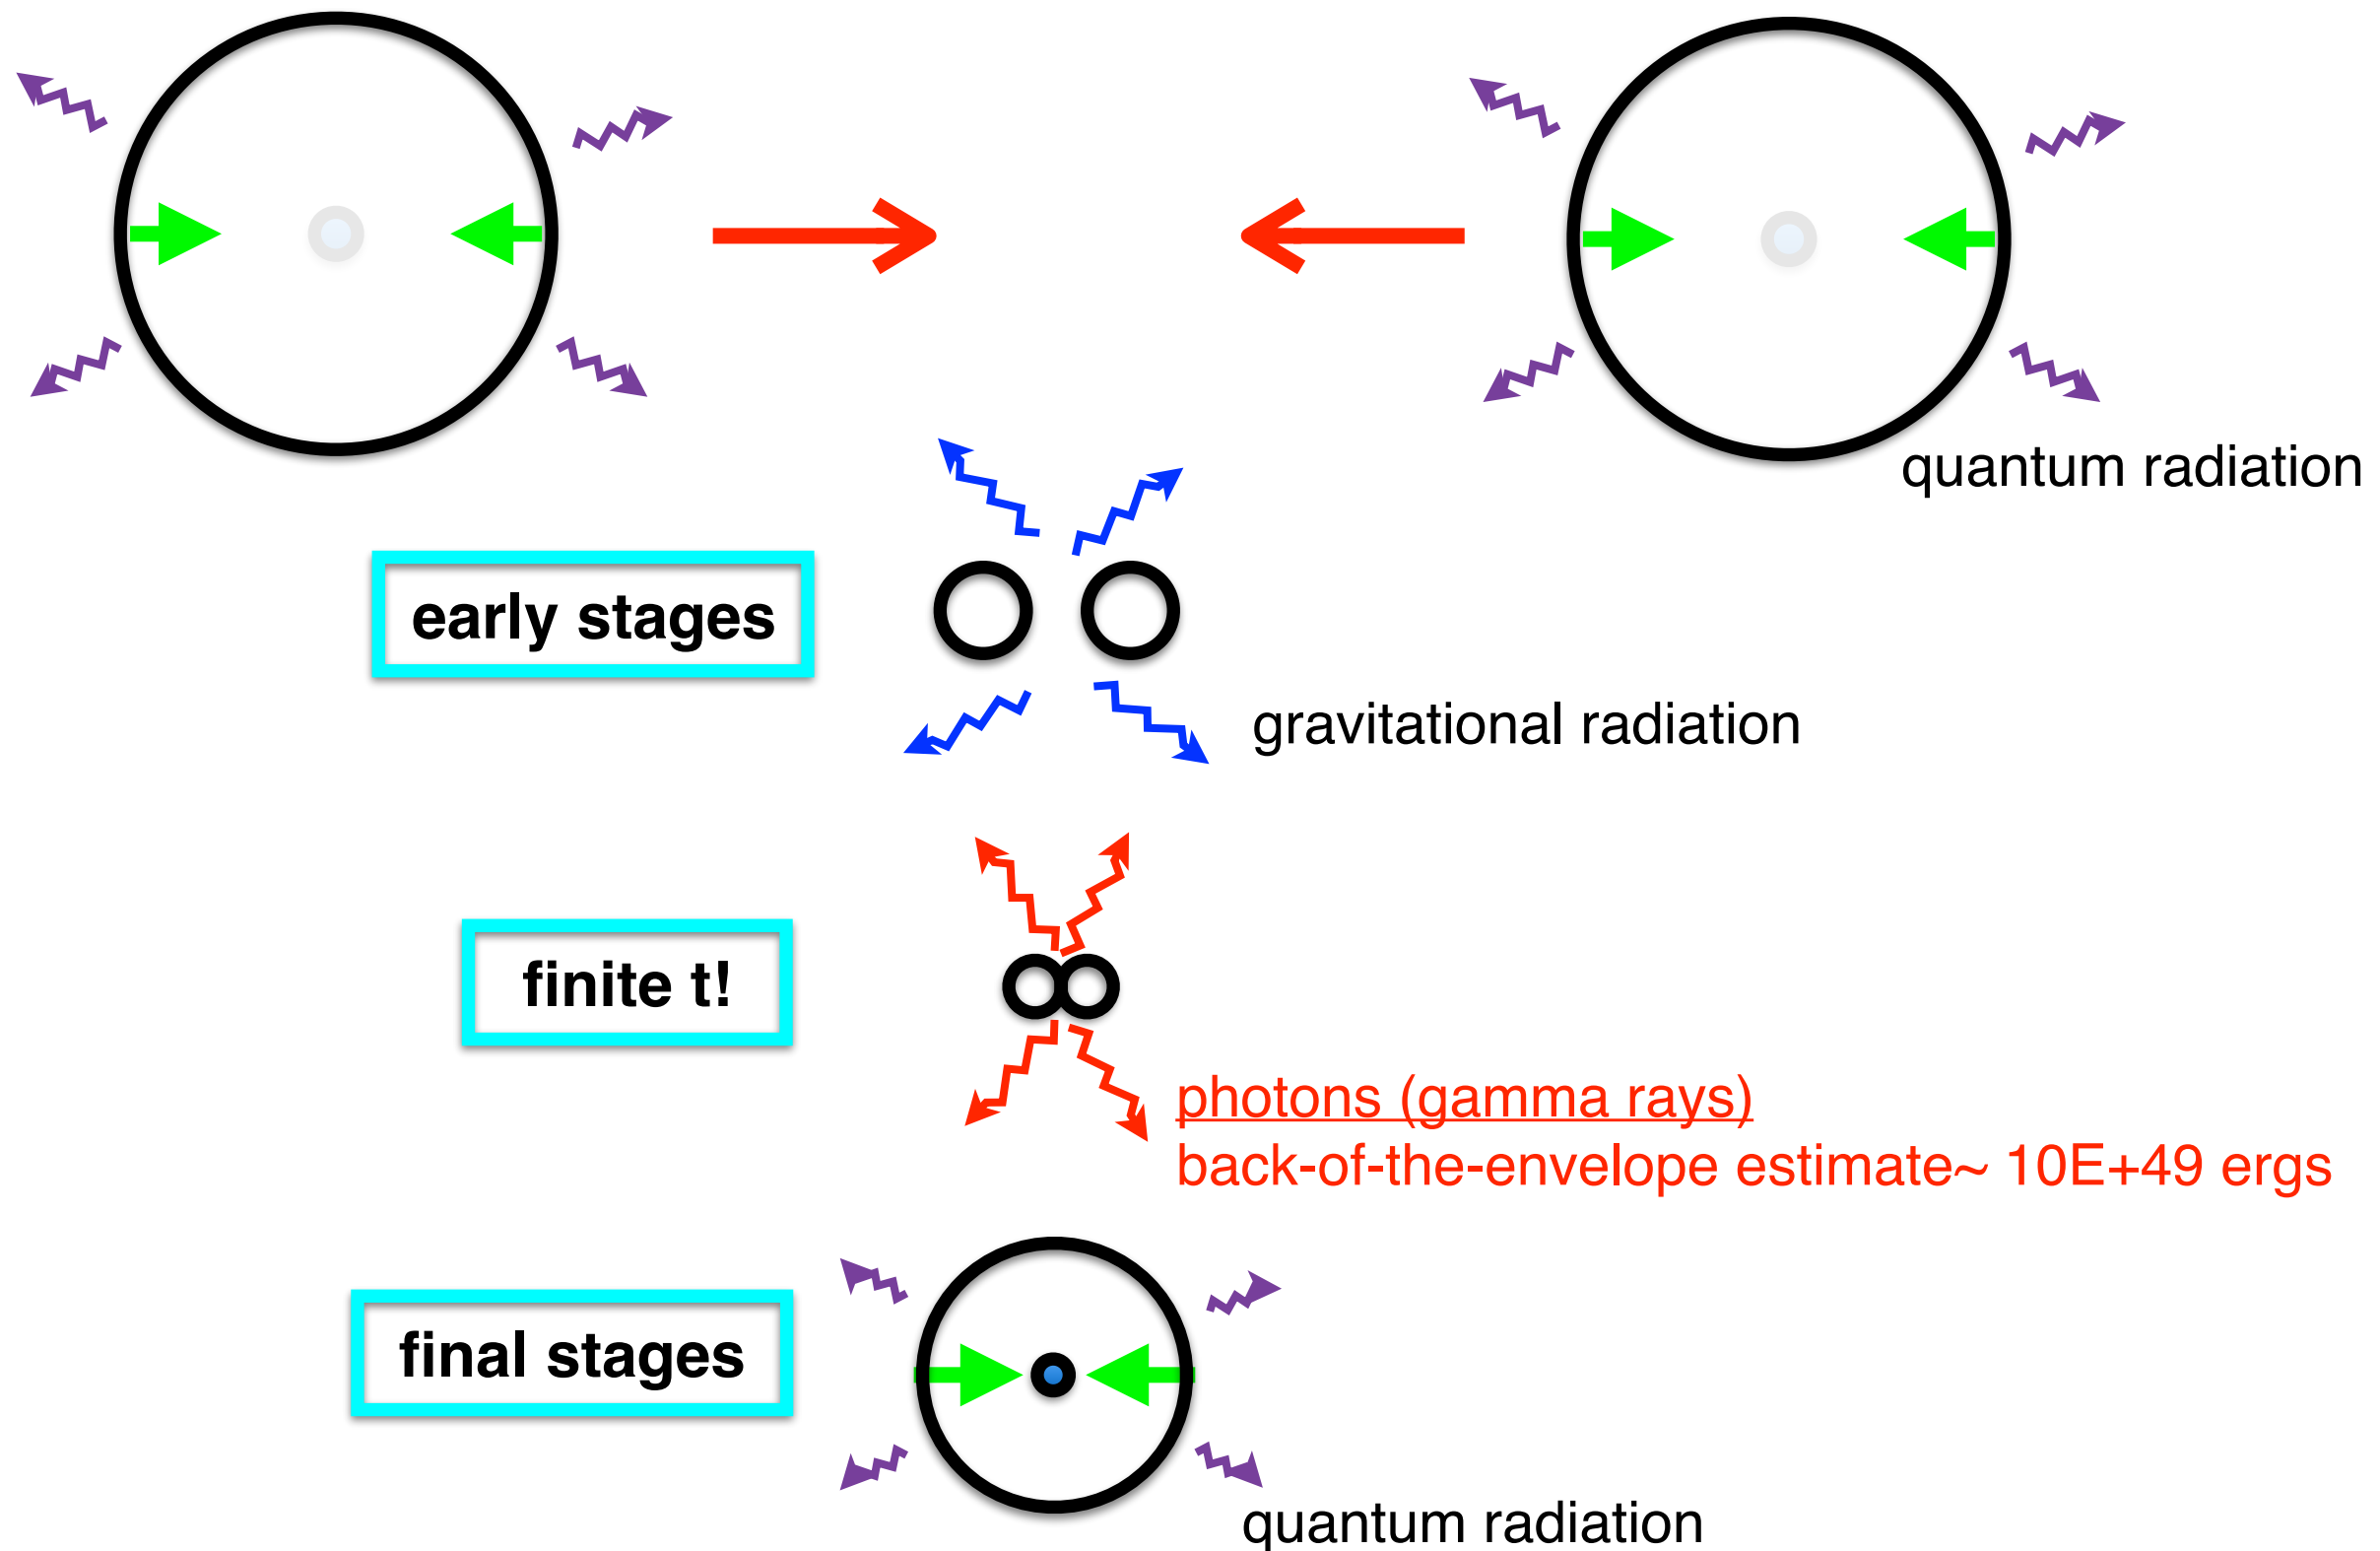 quantum radiation
early stages
gravitational radiation
finite t!
photons (gamma rays)
back-of-the-envelope estimate~ 10E+49 ergs
final stages
quantum radiation